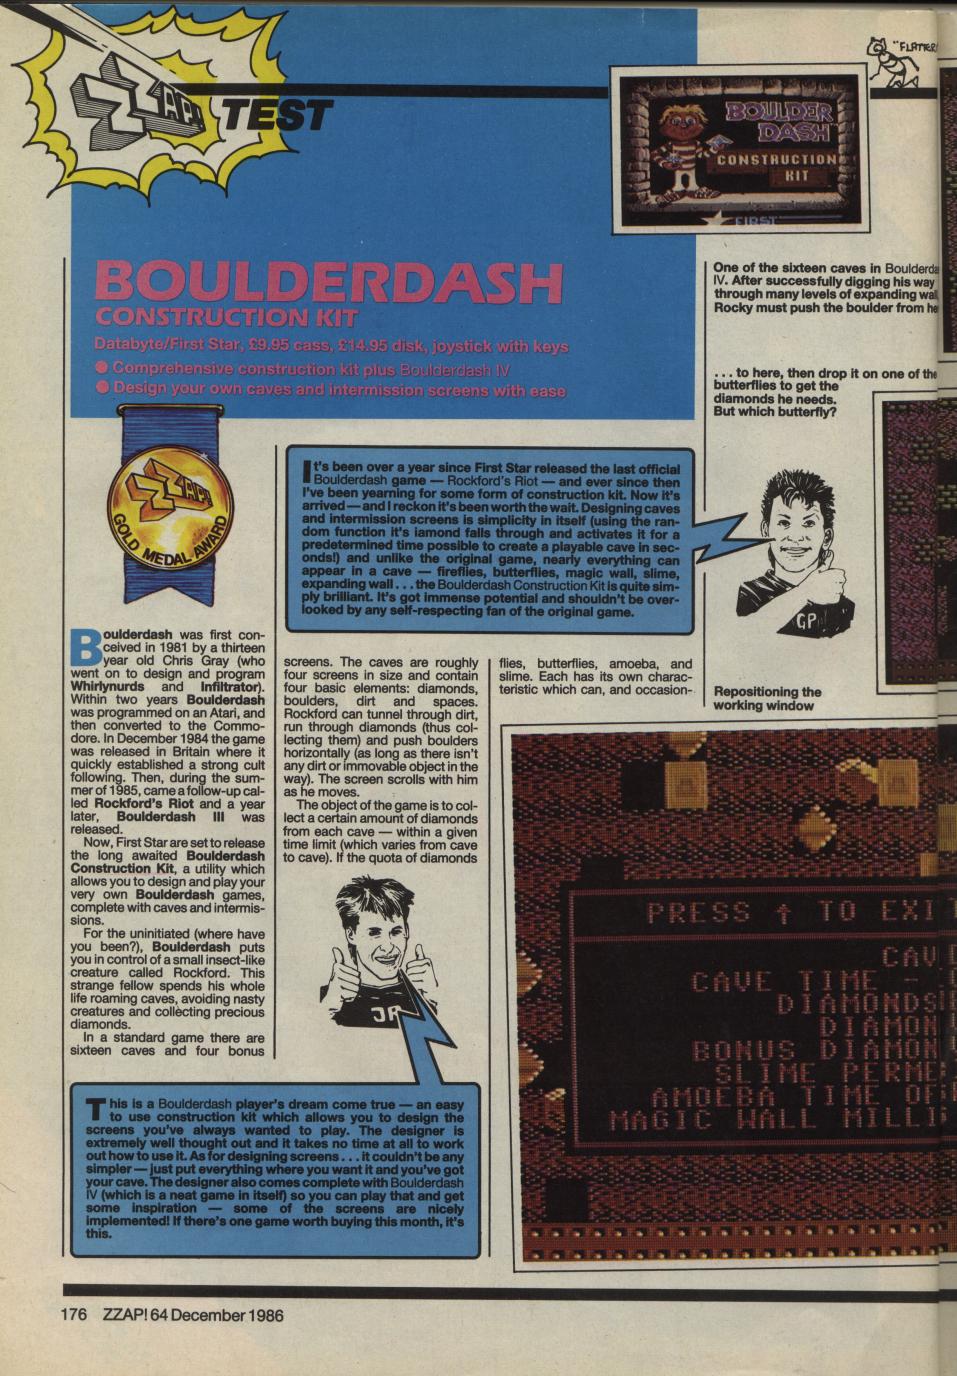 ZZAP! TEST
"FLATTER
BOULDER
DASH
CONSTRUCTION
KIT
FIRST
BOULDERDASH
CONSTRUCTION KIT
Databyte/First Star, £9.95 cass, £14.95 disk, joystick with keys
● Comprehensive construction kit plus Boulderdash IV
● Design your own caves and intermission screens with ease
ZZAP!
GOLD MEDAL AWARD
It's been over a year since First Star released the last official
Boulderdash game — Rockford's Riot — and ever since then
I've been yearning for some form of construction kit. Now it's
arrived — and I reckon it's been worth the wait. Designing caves
and intermission screens is simplicity in itself (using the ran-
dom function it's iamond falls through and activates it for a
predetermined time possible to create a playable cave in sec-
onds!) and unlike the original game, nearly everything can
appear in a cave — fireflies, butterflies, magic wall, slime,
expanding wall . . . the Boulderdash Construction Kit is quite sim-
ply brilliant. It's got immense potential and shouldn't be over-
looked by any self-respecting fan of the original game.
GP
One of the sixteen caves in Boulderda
IV. After successfully digging his way
through many levels of expanding wal
Rocky must push the boulder from he
. . . to here, then drop it on one of the
butterflies to get the
diamonds he needs.
But which butterfly?
Boulderdash was first con-
ceived in 1981 by a thirteen
year old Chris Gray (who
went on to design and program
Whirlynurds and Infiltrator).
Within two years Boulderdash
was programmed on an Atari, and
then converted to the Commo-
dore. In December 1984 the game
was released in Britain where it
quickly established a strong cult
following. Then, during the sum-
mer of 1985, came a follow-up cal-
led Rockford's Riot and a year
later, Boulderdash III was
released.
Now, First Star are set to release
the long awaited Boulderdash
Construction Kit, a utility which
allows you to design and play your
very own Boulderdash games,
complete with caves and intermis-
sions.
For the uninitiated (where have
you been?), Boulderdash puts
you in control of a small insect-like
creature called Rockford. This
strange fellow spends his whole
life roaming caves, avoiding nasty
creatures and collecting precious
diamonds.
In a standard game there are
sixteen caves and four bonus
screens. The caves are roughly
four screens in size and contain
four basic elements: diamonds,
boulders, dirt and spaces.
Rockford can tunnel through dirt,
run through diamonds (thus col-
lecting them) and push boulders
horizontally (as long as there isn't
any dirt or immovable object in the
way). The screen scrolls with him
as he moves.
The object of the game is to col-
lect a certain amount of diamonds
from each cave — within a given
time limit (which varies from cave
to cave). If the quota of diamonds
flies, butterflies, amoeba, and
slime. Each has its own charac-
teristic which can, and occasion-
Repositioning the
working window
JR
This is a Boulderdash player's dream come true — an easy
to use construction kit which allows you to design the
screens you've always wanted to play. The designer is
extremely well thought out and it takes no time at all to work
out how to use it. As for designing screens . . . it couldn't be any
simpler — just put everything where you want it and you've got
your cave. The designer also comes complete with Boulderdash
IV (which is a neat game in itself) so you can play that and get
some inspiration — some of the screens are nicely
implemented! If there's one game worth buying this month, it's
this.
PRESS ↑ TO EXI
CAV
CAVE TIME -
DIAMONDS
DIAMON
BONUS DIAMON
SLIME PERME
AMOEBA TIME OF
MAGIC WALL MILLI
176 ZZAP! 64 December 1986